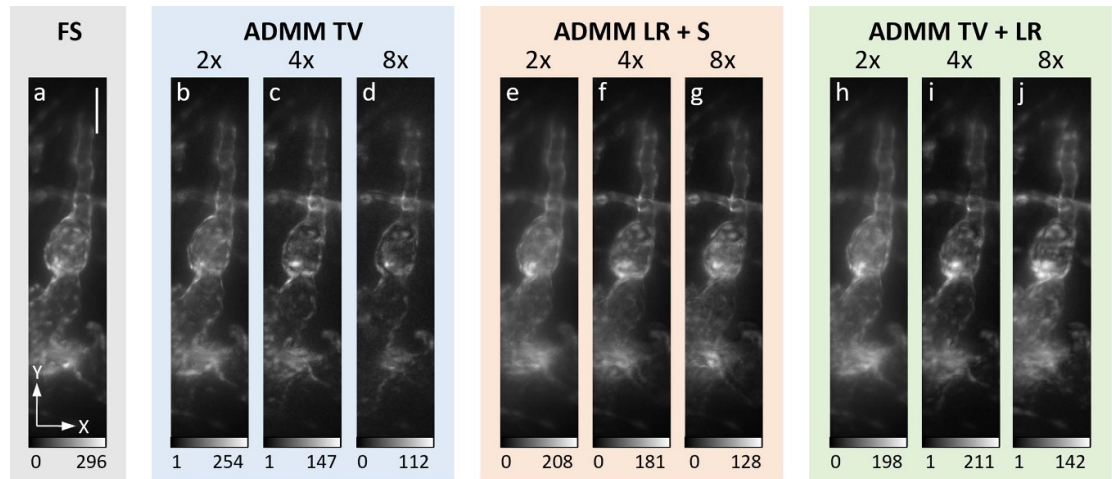 FS
ADMM TV
ADMM LR + S
ADMM TV + LR
2x 4x 8x
2x 4x 8x
2x 4x 8x
a
b
c
d
e
f
g
h
i
j
Y
X
0 296
1 254
1 147
0 112
0 208
0 181
0 128
0 198
1 211
1 142